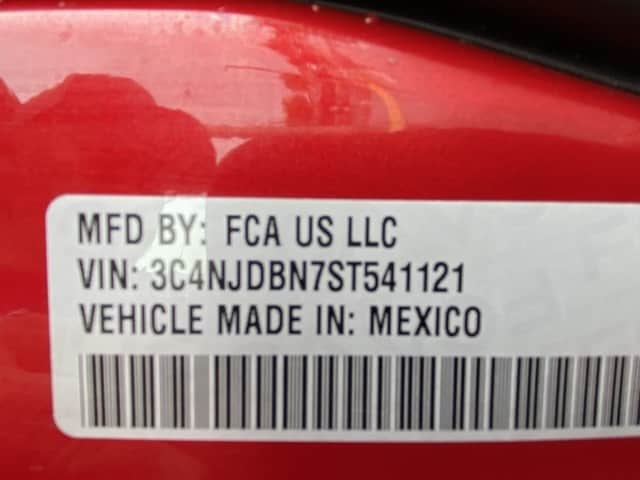 MFD BY: FCA US LLC
VIN: 3C4NJDBN7ST541121
VEHICLE MADE IN: MEXICO